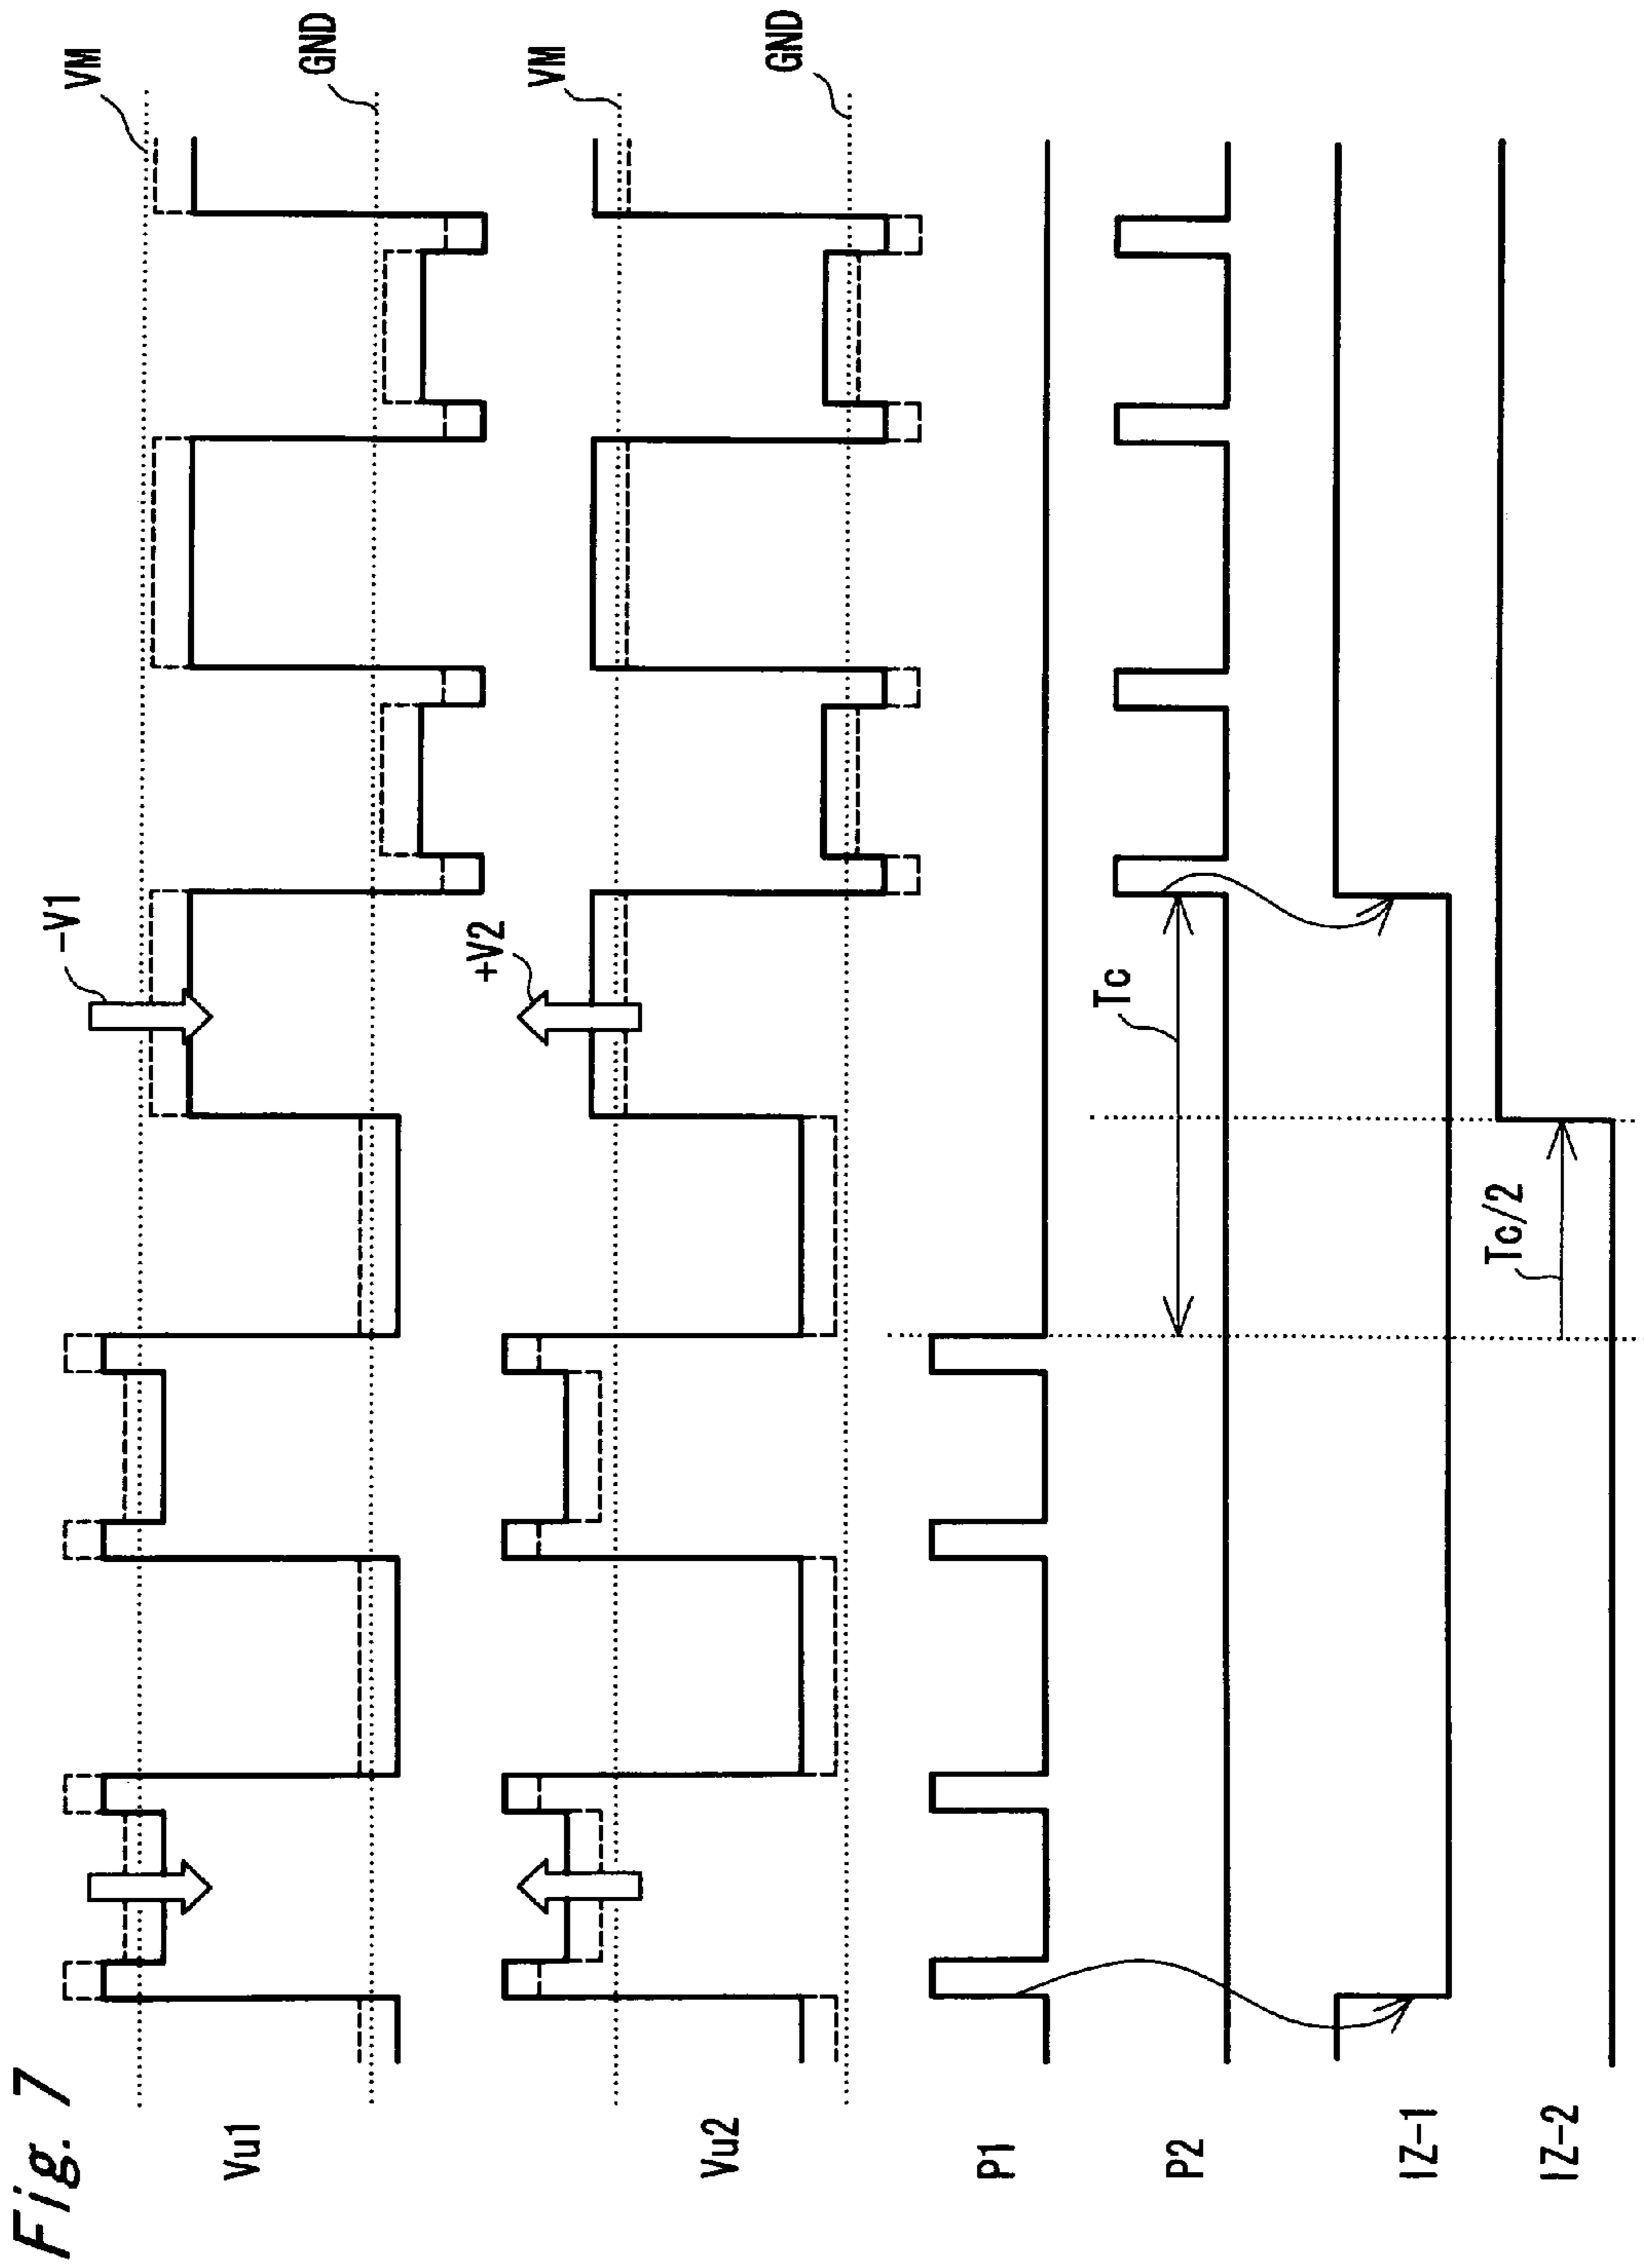 Fig. 7
VM
-V1
Vu1
GND
+V2
VM
Vu2
GND
P1
Tc
P2
IZ-1
Tc/2
IZ-2